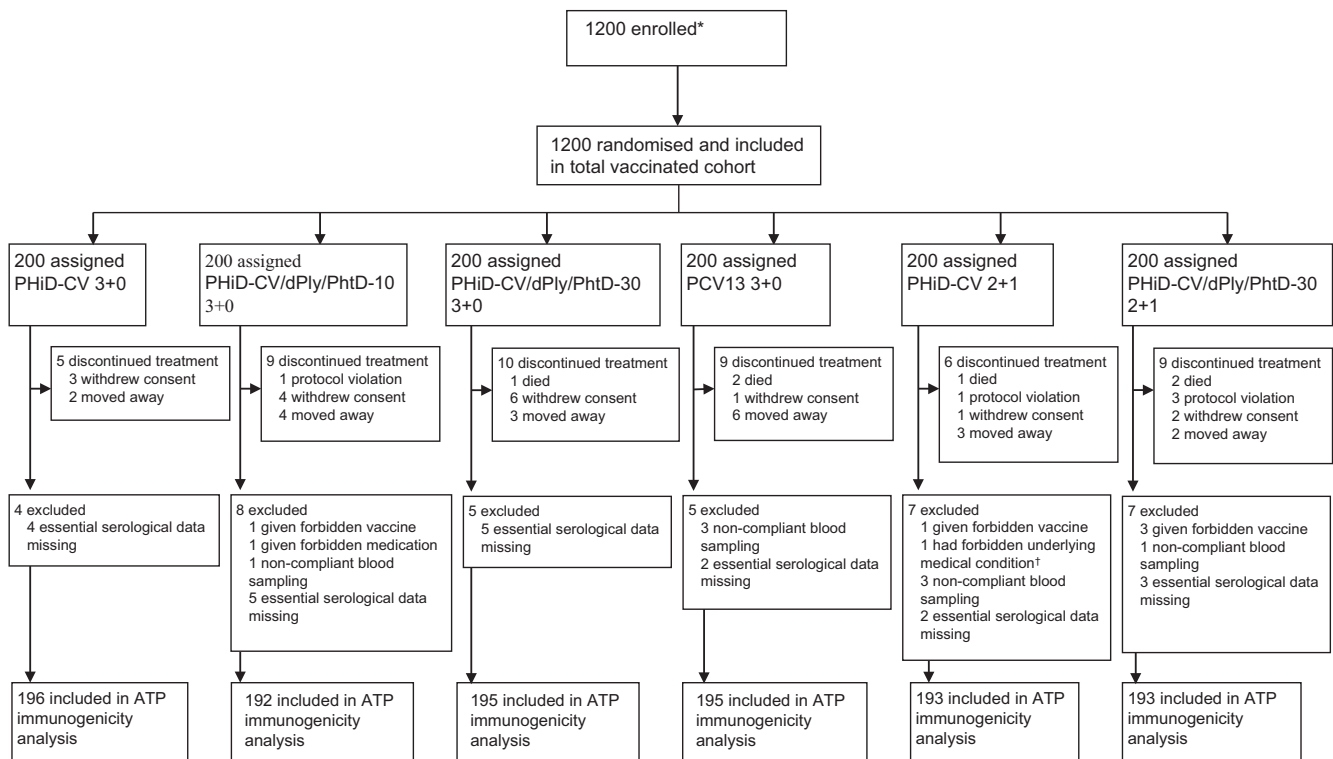 1200 enrolled*
1200 randomised and included
in total vaccinated cohort
200 assigned
PHiD-CV 3+0
200 assigned
PHiD-CV/dPly/PhtD-10
3+0
200 assigned
PHiD-CV/dPly/PhtD-30
3+0
200 assigned
PCV13 3+0
200 assigned
PHiD-CV 2+1
200 assigned
PHiD-CV/dPly/PhtD-30
2+1
5 discontinued treatment
3 withdrew consent
2 moved away
9 discontinued treatment
1 protocol violation
4 withdrew consent
4 moved away
10 discontinued treatment
1 died
6 withdrew consent
3 moved away
9 discontinued treatment
2 died
1 withdrew consent
6 moved away
6 discontinued treatment
1 died
1 protocol violation
1 withdrew consent
3 moved away
9 discontinued treatment
2 died
3 protocol violation
2 withdrew consent
2 moved away
4 excluded
4 essential serological data
missing
8 excluded
1 given forbidden vaccine
1 given forbidden medication
1 non-compliant blood
sampling
5 essential serological data
missing
5 excluded
5 essential serological data
missing
5 excluded
3 non-compliant blood
sampling
2 essential serological data
missing
7 excluded
1 given forbidden vaccine
1 had forbidden underlying
medical condition†
3 non-compliant blood
sampling
2 essential serological data
missing
7 excluded
3 given forbidden vaccine
1 non-compliant blood
sampling
3 essential serological data
missing
196 included in ATP
immunogenicity
analysis
192 included in ATP
immunogenicity
analysis
195 included in ATP
immunogenicity
analysis
195 included in ATP
immunogenicity
analysis
193 included in ATP
immunogenicity
analysis
193 included in ATP
immunogenicity
analysis